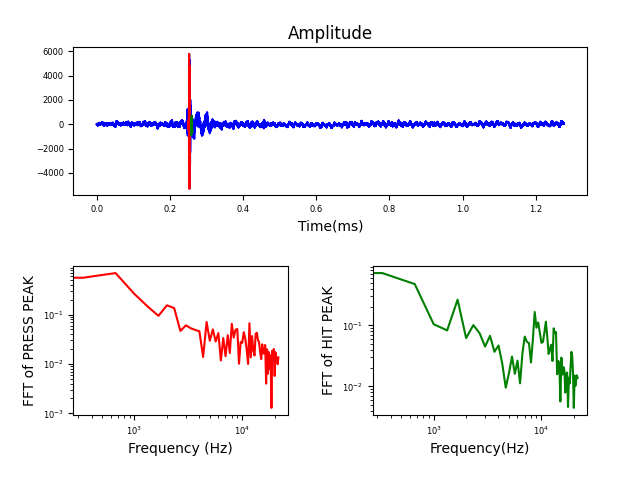 Amplitude
6000
4000
2000
0
−2000
−4000
0.0 0.2 0.4 0.6 0.8 1.0 1.2
Time(ms)
FFT of PRESS PEAK
10⁻¹
10⁻²
10⁻³
10³ 10⁴
Frequency (Hz)
FFT of HIT PEAK
10⁻¹
10⁻²
10³ 10⁴
Frequency(Hz)